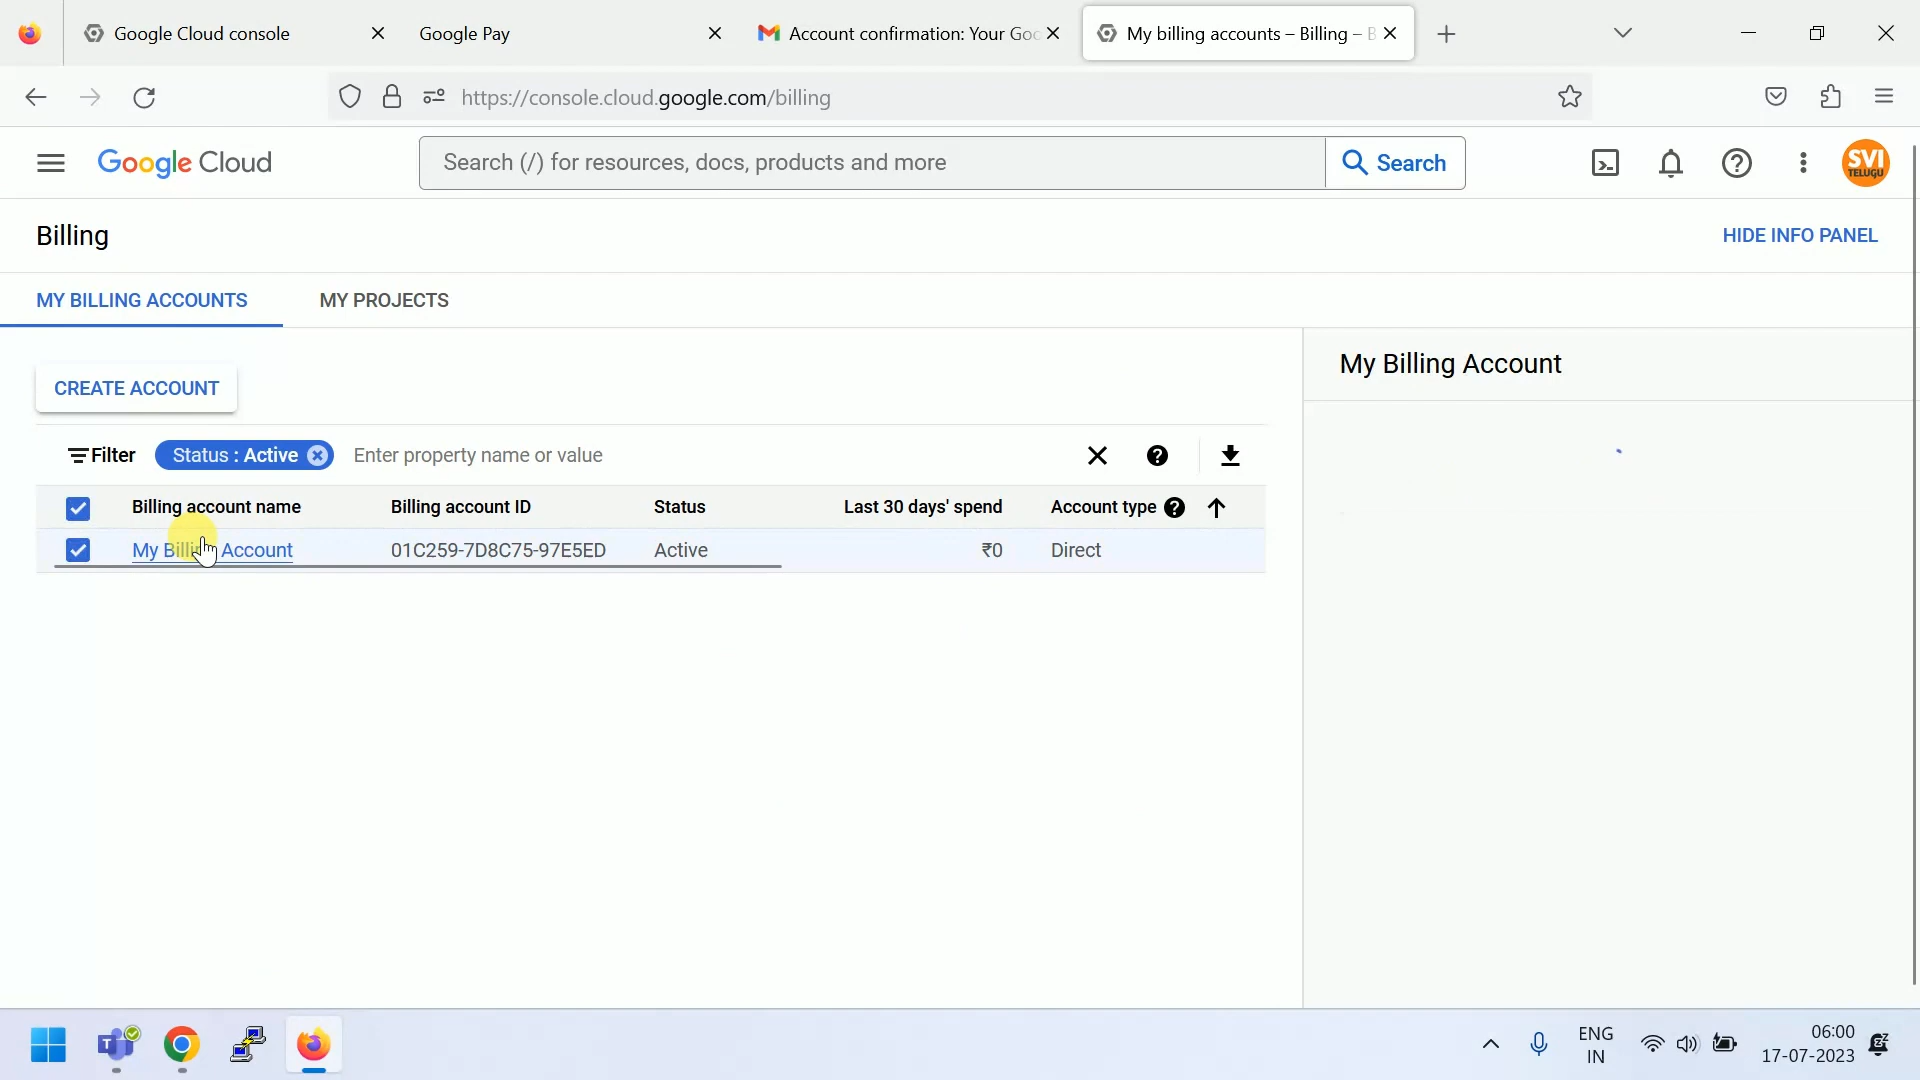 Google Cloud console
Google Pay
Account confirmation: Your Goo
My billing accounts – Billing – B
https://console.cloud.google.com/billing
Google Cloud
Search (/) for resources, docs, products and more
Search
SVI
TELUGU
Billing
HIDE INFO PANEL
MY BILLING ACCOUNTS
MY PROJECTS
My Billing Account
CREATE ACCOUNT
Filter
Status : Active
Enter property name or value
Billing account name
Billing account ID
Status
Last 30 days' spend
Account type
My Billing Account
01C259-7D8C75-97E5ED
Active
₹0
Direct
ENG
IN
06:00
17-07-2023